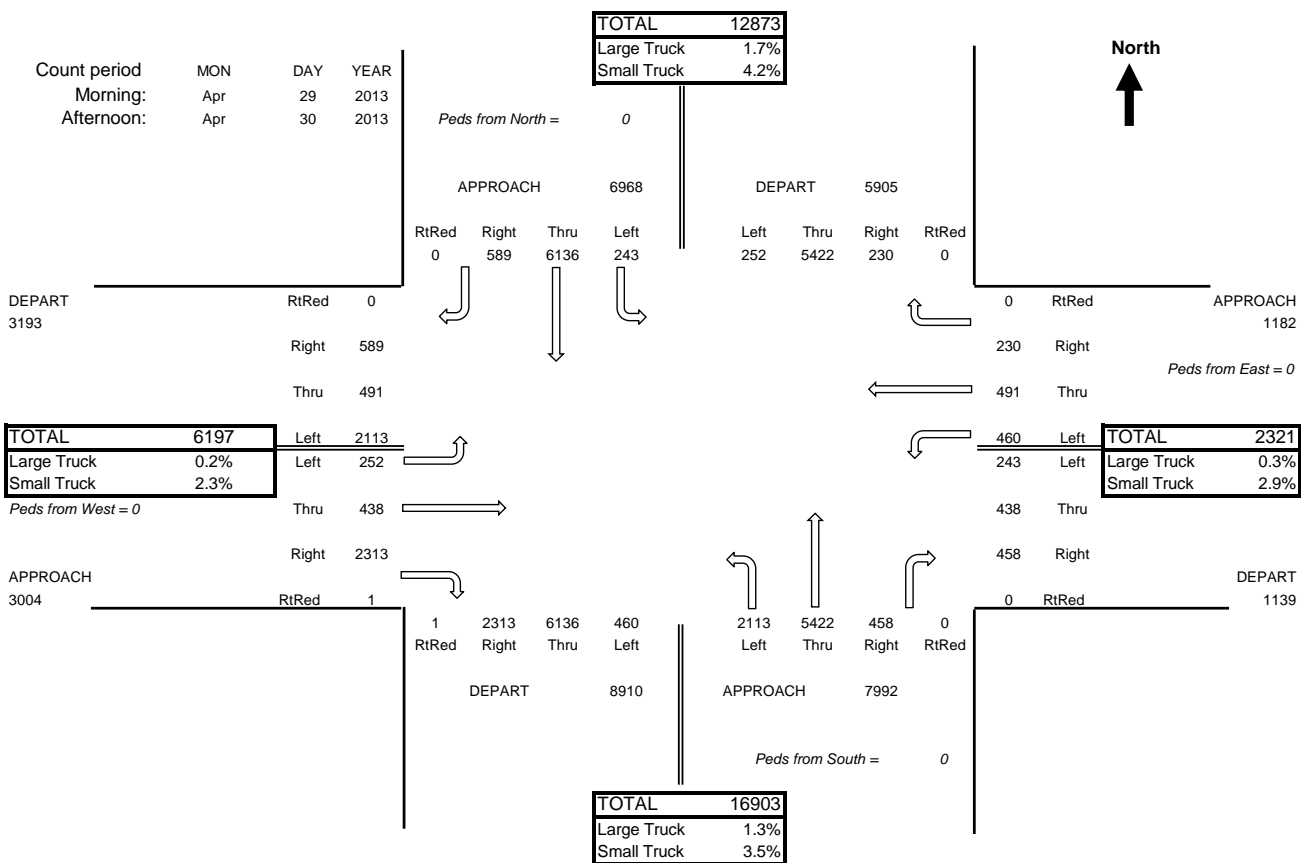 TOTAL 12873
Large Truck 1.7%
Small Truck 4.2%
North
Count period MON DAY YEAR
Morning: Apr 29 2013
Afternoon: Apr 30 2013
Peds from North = 0
APPROACH 6968 DEPART 5905
RtRed Right Thru Left Left Thru Right RtRed
0 589 6136 243 252 5422 230 0
DEPART RtRed 0 0 RtRed APPROACH
3193 1182
Right 589 230 Right
Peds from East = 0
Thru 491 491 Thru
TOTAL 6197 Left 2113 460 Left TOTAL 2321
Large Truck 0.2% Left 252 243 Left Large Truck 0.3%
Small Truck 2.3% Small Truck 2.9%
Peds from West = 0 Thru 438 438 Thru
Right 2313 458 Right
APPROACH DEPART
3004 RtRed 1 0 RtRed 1139
1 2313 6136 460 2113 5422 458 0
RtRed Right Thru Left Left Thru Right RtRed
DEPART 8910 APPROACH 7992
Peds from South = 0
TOTAL 16903
Large Truck 1.3%
Small Truck 3.5%